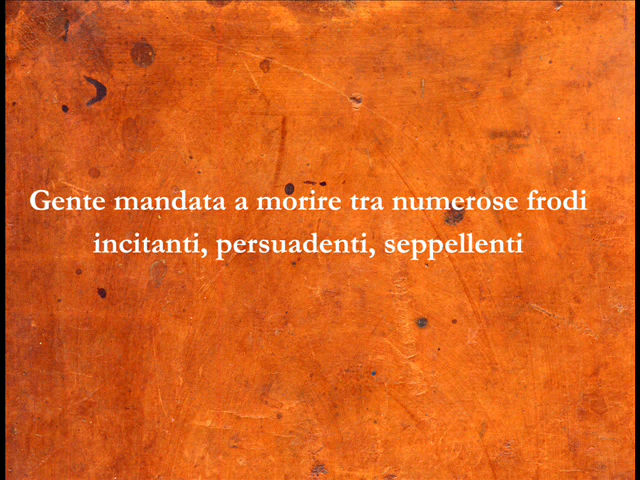 Gente mandata a morire tra numerose frodi
incitanti, persuadenti, seppellenti